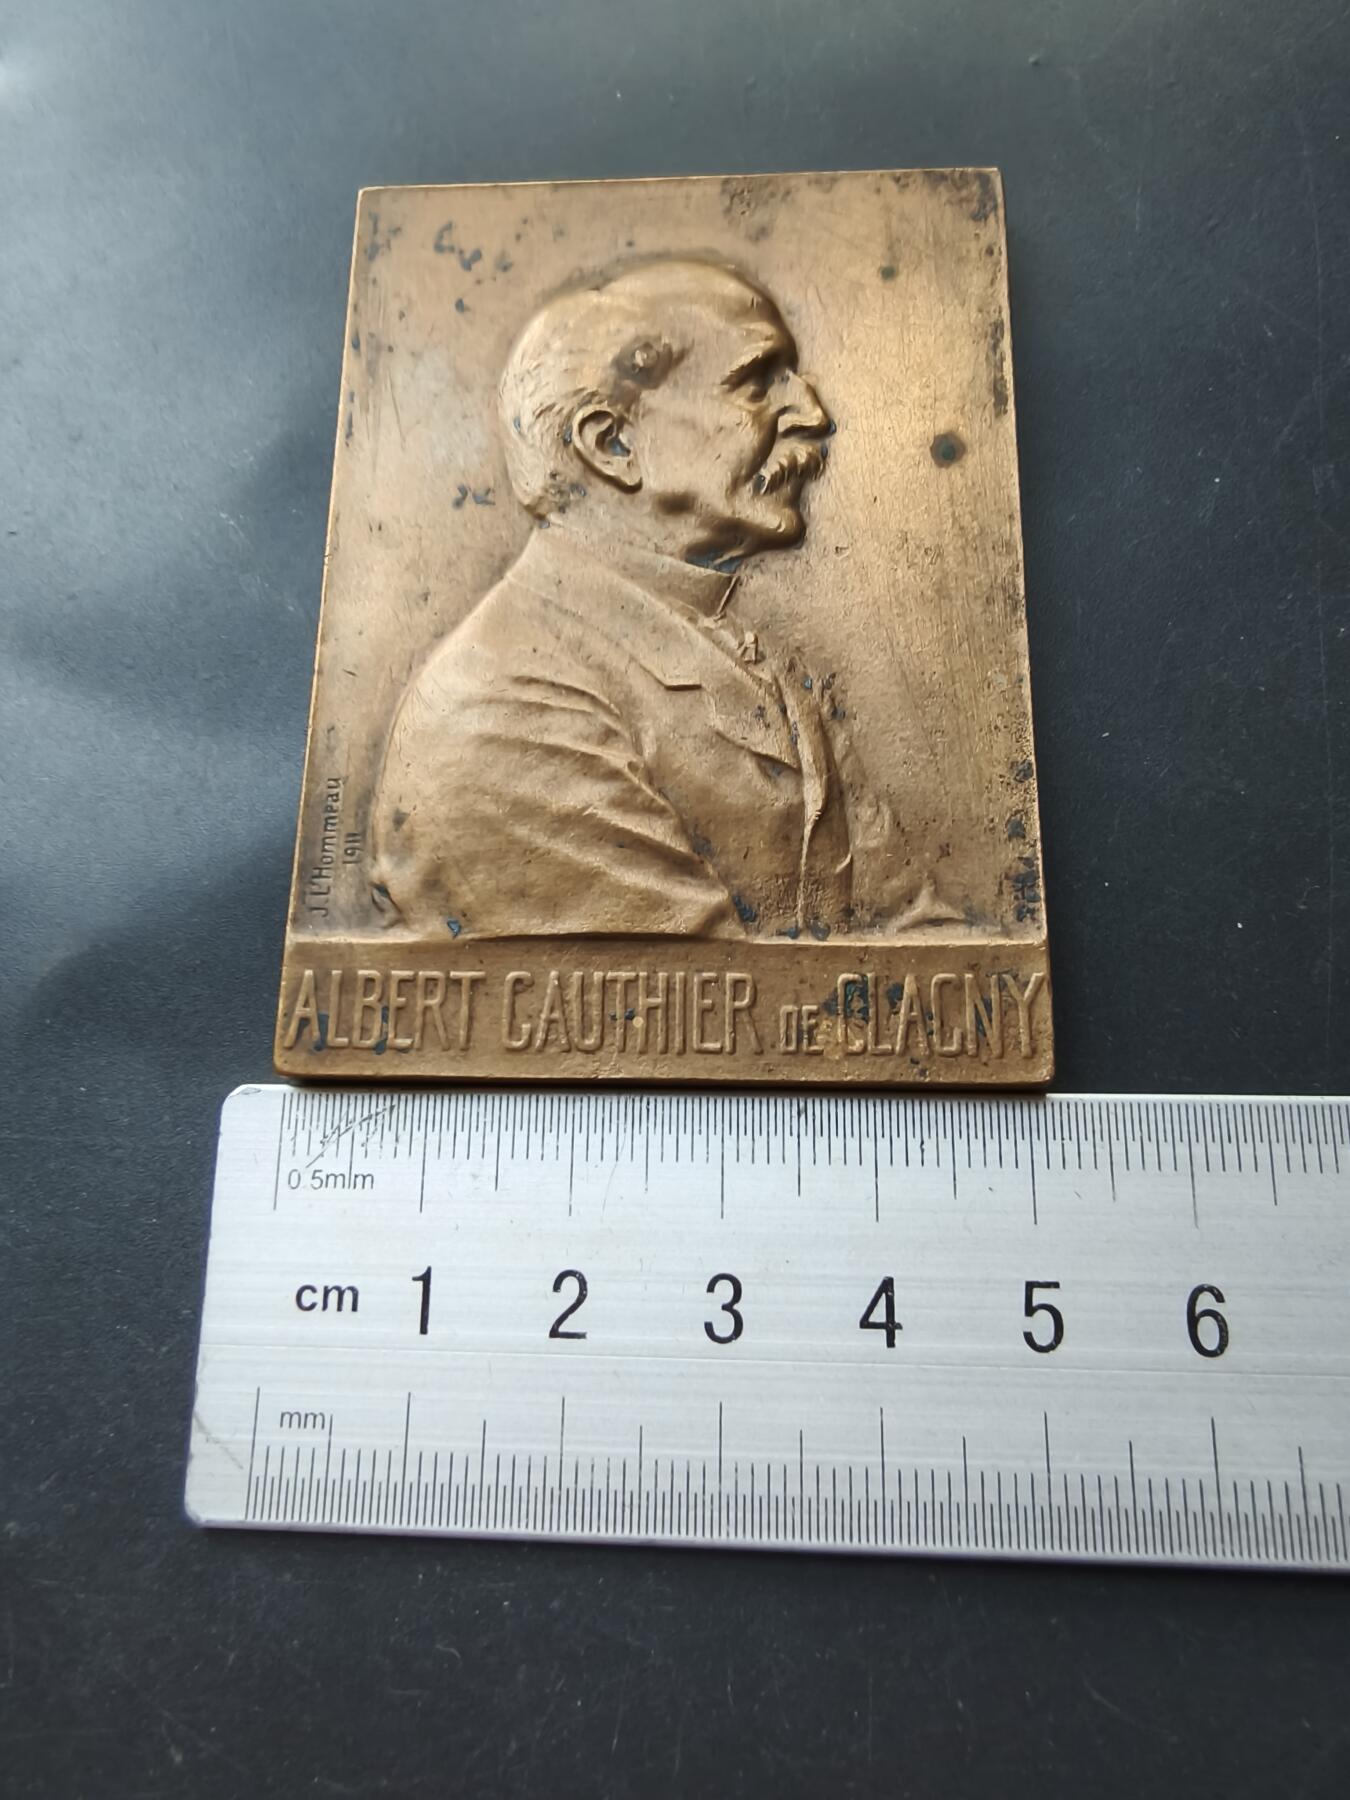 J. L'Hommeau
1911
ALBERT GAUTHIER DE CLAGNY
0.5mm
cm 1 2 3 4 5 6
mm